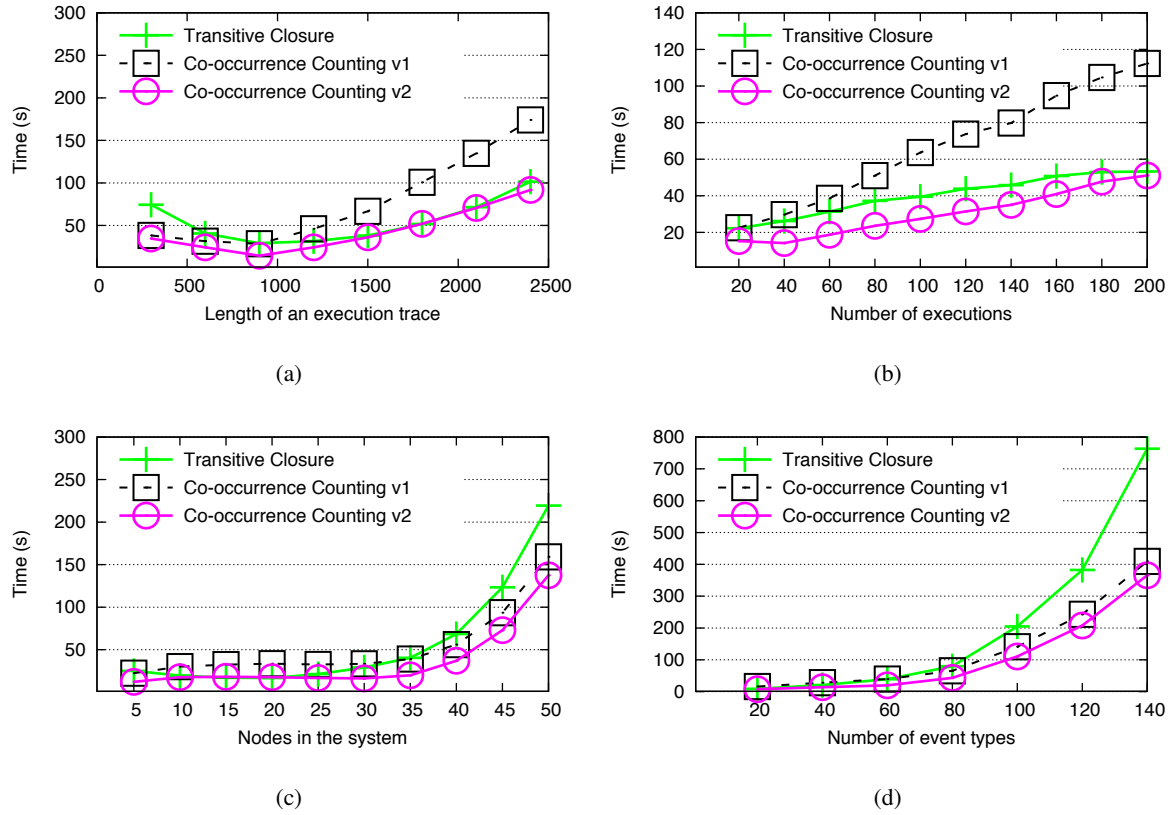 300
250
200
150
100
50
0 500 1000 1500 2000 2500
Time (s)
Length of an execution trace
Transitive Closure
Co-occurrence Counting v1
Co-occurrence Counting v2
(a)
140
120
100
80
60
40
20
20 40 60 80 100 120 140 160 180 200
Time (s)
Number of executions
Transitive Closure
Co-occurrence Counting v1
Co-occurrence Counting v2
(b)
300
250
200
150
100
50
5 10 15 20 25 30 35 40 45 50
Time (s)
Nodes in the system
Transitive Closure
Co-occurrence Counting v1
Co-occurrence Counting v2
(c)
800
700
600
500
400
300
200
100
0
20 40 60 80 100 120 140
Time (s)
Number of event types
Transitive Closure
Co-occurrence Counting v1
Co-occurrence Counting v2
(d)